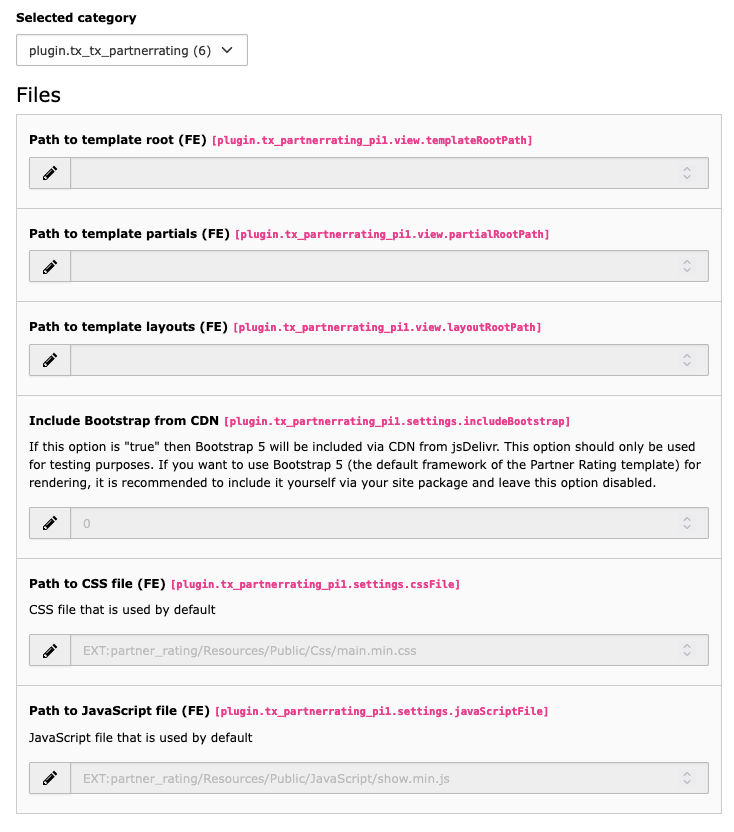 Selected category
plugin.tx_tx_partnerrating (6)
Files
Path to template root (FE) [plugin.tx_partnerrating_pi1.view.templateRootPath]
Path to template partials (FE) [plugin.tx_partnerrating_pi1.view.partialRootPath]
Path to template layouts (FE) [plugin.tx_partnerrating_pi1.view.layoutRootPath]
Include Bootstrap from CDN [plugin.tx_partnerrating_pi1.settings.includeBootstrap]
If this option is "true" then Bootstrap 5 will be included via CDN from jsDelivr. This option should only be used
for testing purposes. If you want to use Bootstrap 5 (the default framework of the Partner Rating template) for
rendering, it is recommended to include it yourself via your site package and leave this option disabled.
0
Path to CSS file (FE) [plugin.tx_partnerrating_pi1.settings.cssFile]
CSS file that is used by default
EXT:partner_rating/Resources/Public/Css/main.min.css
Path to JavaScript file (FE) [plugin.tx_partnerrating_pi1.settings.javaScriptFile]
JavaScript file that is used by default
EXT:partner_rating/Resources/Public/JavaScript/show.min.js